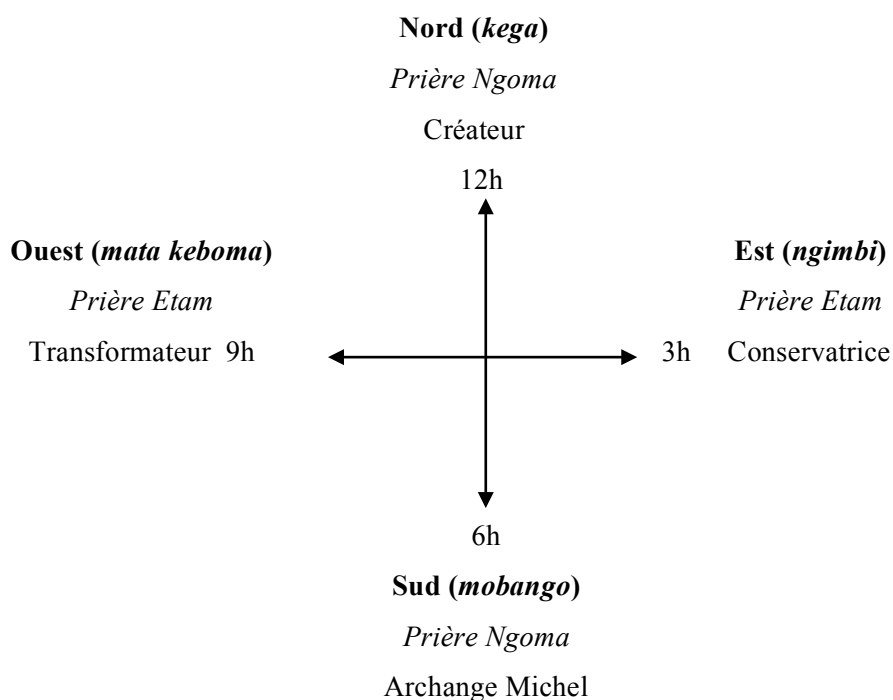 Nord (kega)
Prière Ngoma
Créateur
12h
Ouest (mata keboma)
Prière Etam
Transformateur 9h
Est (ngimbi)
Prière Etam
3h Conservatrice
6h
Sud (mobango)
Prière Ngoma
Archange Michel